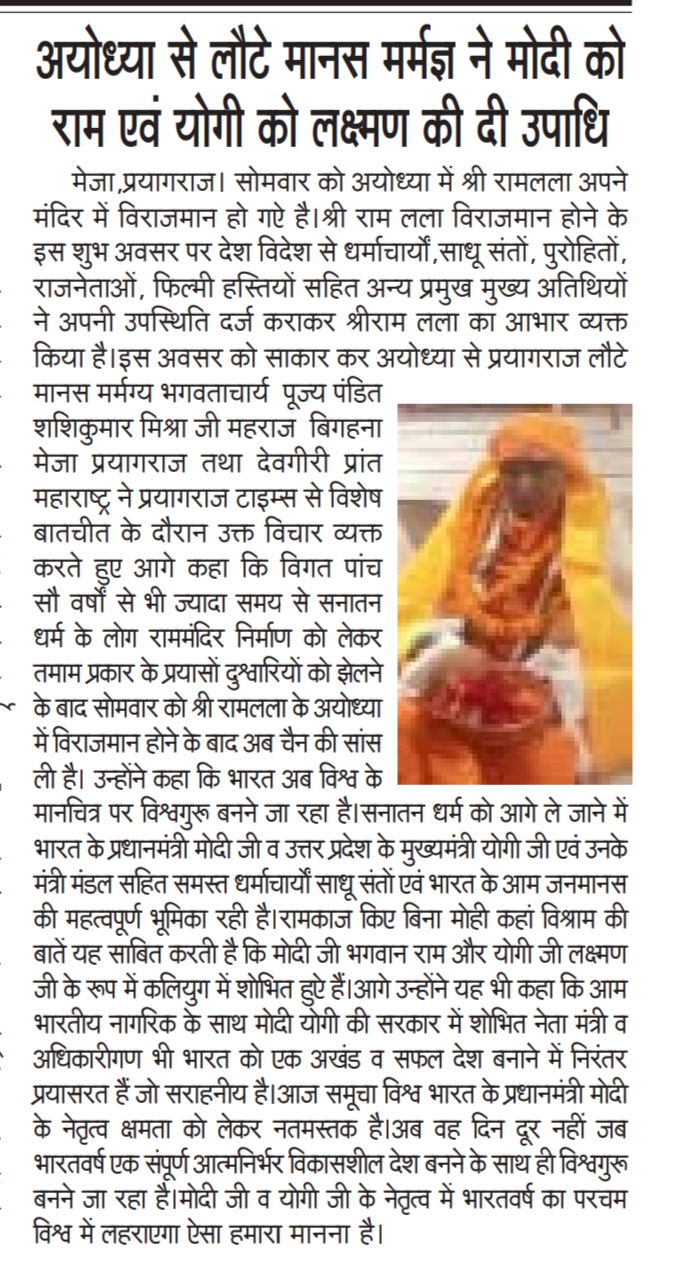 अयोध्या से लौटे मानस मर्मज्ञ ने मोदी को
राम एवं योगी को लक्ष्मण की दी उपाधि
मेजा,प्रयागराज। सोमवार को अयोध्या में श्री रामलला अपने
मंदिर में विराजमान हो गऐ है।श्री राम लला विराजमान होने के
इस शुभ अवसर पर देश विदेश से धर्माचार्यों,साधू संतों, पुरोहितों,
राजनेताओं, फिल्मी हस्तियों सहित अन्य प्रमुख मुख्य अतिथियों
ने अपनी उपस्थिति दर्ज कराकर श्रीराम लला का आभार व्यक्त
किया है।इस अवसर को साकार कर अयोध्या से प्रयागराज लौटे
मानस मर्मग्य भगवताचार्य पूज्य पंडित
शशिकुमार मिश्रा जी महराज बिगहना
मेजा प्रयागराज तथा देवगीरी प्रांत
महाराष्ट्र ने प्रयागराज टाइम्स से विशेष
बातचीत के दौरान उक्त विचार व्यक्त
करते हुए आगे कहा कि विगत पांच
सौ वर्षों से भी ज्यादा समय से सनातन
धर्म के लोग राममंदिर निर्माण को लेकर
तमाम प्रकार के प्रयासों दुश्वारियों को झेलने
के बाद सोमवार को श्री रामलला के अयोध्या
में विराजमान होने के बाद अब चैन की सांस
ली है। उन्होंने कहा कि भारत अब विश्व के
मानचित्र पर विश्वगुरू बनने जा रहा है।सनातन धर्म को आगे ले जाने में
भारत के प्रधानमंत्री मोदी जी व उत्तर प्रदेश के मुख्यमंत्री योगी जी एवं उनके
मंत्री मंडल सहित समस्त धर्माचार्यों साधू संतों एवं भारत के आम जनमानस
की महत्वपूर्ण भूमिका रही है।रामकाज किए बिना मोही कहां विश्राम की
बातें यह साबित करती है कि मोदी जी भगवान राम और योगी जी लक्ष्मण
जी के रूप में कलियुग में शोभित हुऐ हैं।आगे उन्होंने यह भी कहा कि आम
भारतीय नागरिक के साथ मोदी योगी की सरकार में शोभित नेता मंत्री व
अधिकारीगण भी भारत को एक अखंड व सफल देश बनाने में निरंतर
प्रयासरत हैं जो सराहनीय है।आज समूचा विश्व भारत के प्रधानमंत्री मोदी
के नेतृत्व क्षमता को लेकर नतमस्तक है।अब वह दिन दूर नहीं जब
भारतवर्ष एक संपूर्ण आत्मनिर्भर विकासशील देश बनने के साथ ही विश्वगुरू
बनने जा रहा है।मोदी जी व योगी जी के नेतृत्व में भारतवर्ष का परचम
विश्व में लहराएगा ऐसा हमारा मानना है।